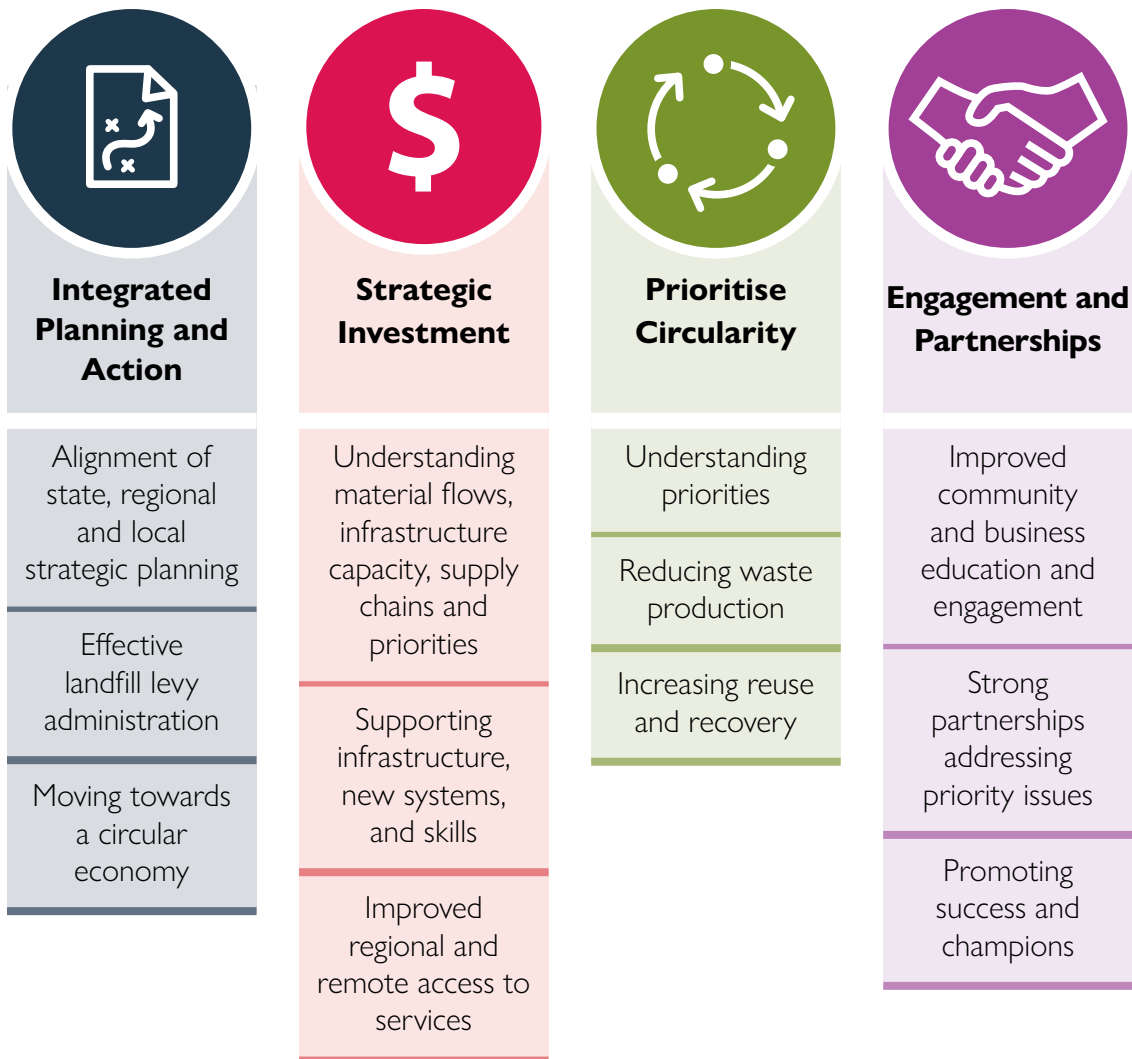 $
Integrated
Planning and
Action
Alignment of
state, regional
and local
strategic planning
Effective
landfill levy
administration
Moving towards
a circular
economy
Strategic
Investment
Understanding
material flows,
infrastructure
capacity, supply
chains and
priorities
Supporting
infrastructure,
new systems,
and skills
Improved
regional and
remote access to
services
Prioritise
Circularity
Understanding
priorities
Reducing waste
production
Increasing reuse
and recovery
Engagement and
Partnerships
Improved
community
and business
education and
engagement
Strong
partnerships
addressing
priority issues
Promoting
success and
champions